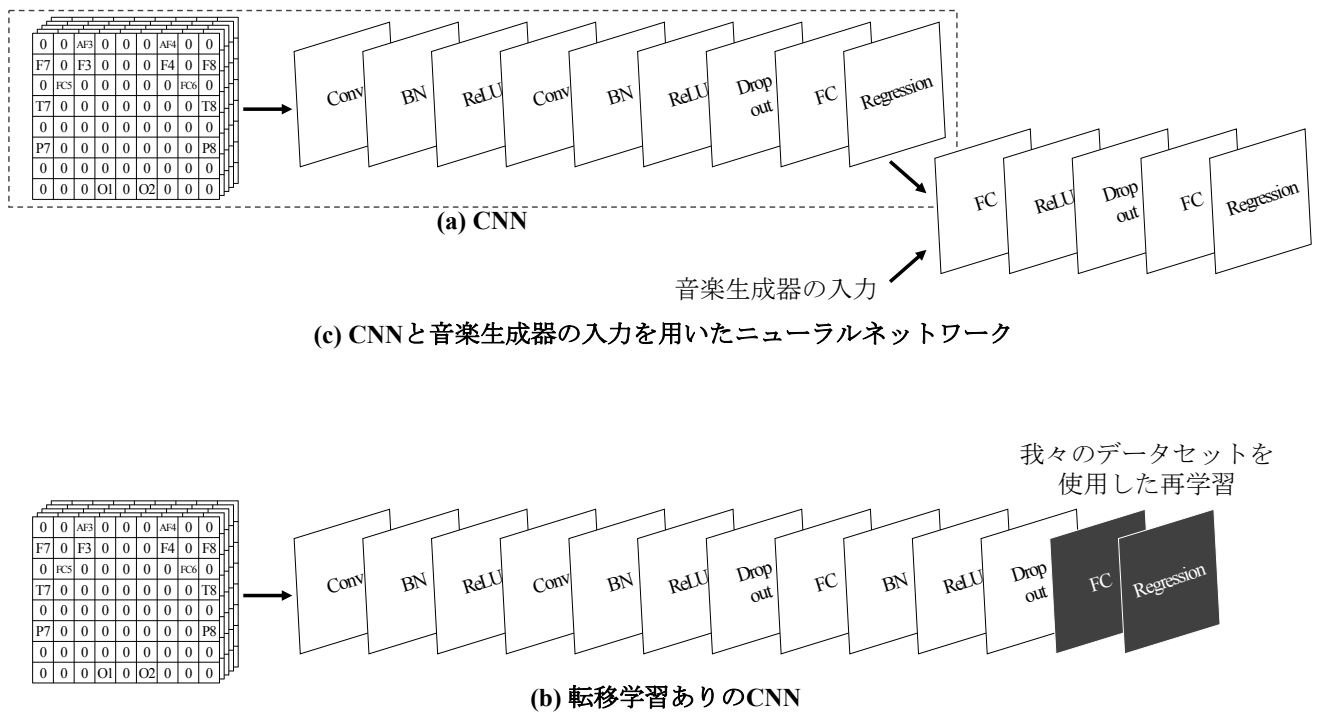 0 0 AF3 0 0 0 AF4 0 0
F7 0 F3 0 0 0 F4 0 F8
0 FC5 0 0 0 0 0 FC6 0
T7 0 0 0 0 0 0 0 T8
0 0 0 0 0 0 0 0 0
P7 0 0 0 0 0 0 0 P8
0 0 0 0 0 0 0 0 0
0 0 0 O1 0 O2 0 0 0
Conv
BN
ReLU
Conv
BN
ReLU
Drop
out
FC
Regression
(a) CNN
FC
ReLU
Drop
out
FC
Regression
音楽生成器の入力
(c) CNNと音楽生成器の入力を用いたニューラルネットワーク
我々のデータセットを
使用した再学習
0 0 AF3 0 0 0 AF4 0 0
F7 0 F3 0 0 0 F4 0 F8
0 FC5 0 0 0 0 0 FC6 0
T7 0 0 0 0 0 0 0 T8
0 0 0 0 0 0 0 0 0
P7 0 0 0 0 0 0 0 P8
0 0 0 0 0 0 0 0 0
0 0 0 O1 0 O2 0 0 0
Conv
BN
ReLU
Conv
BN
ReLU
Drop
out
FC
BN
ReLU
Drop
out
FC
Regression
(b) 転移学習ありのCNN